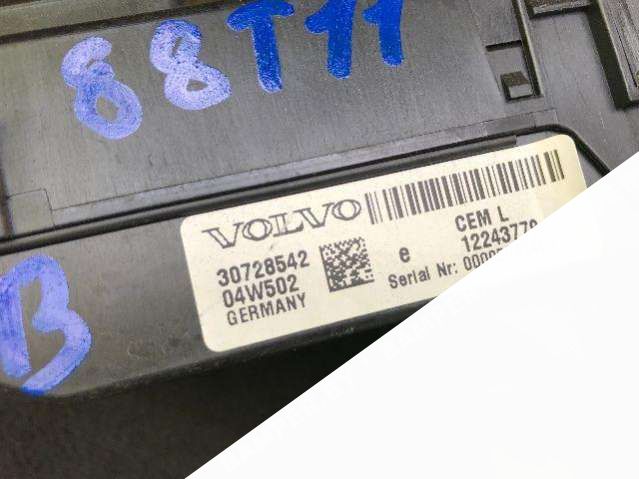 88T11
B
VOLVO
30728542
04W502
GERMANY
e
CEM L
Serial Nr: